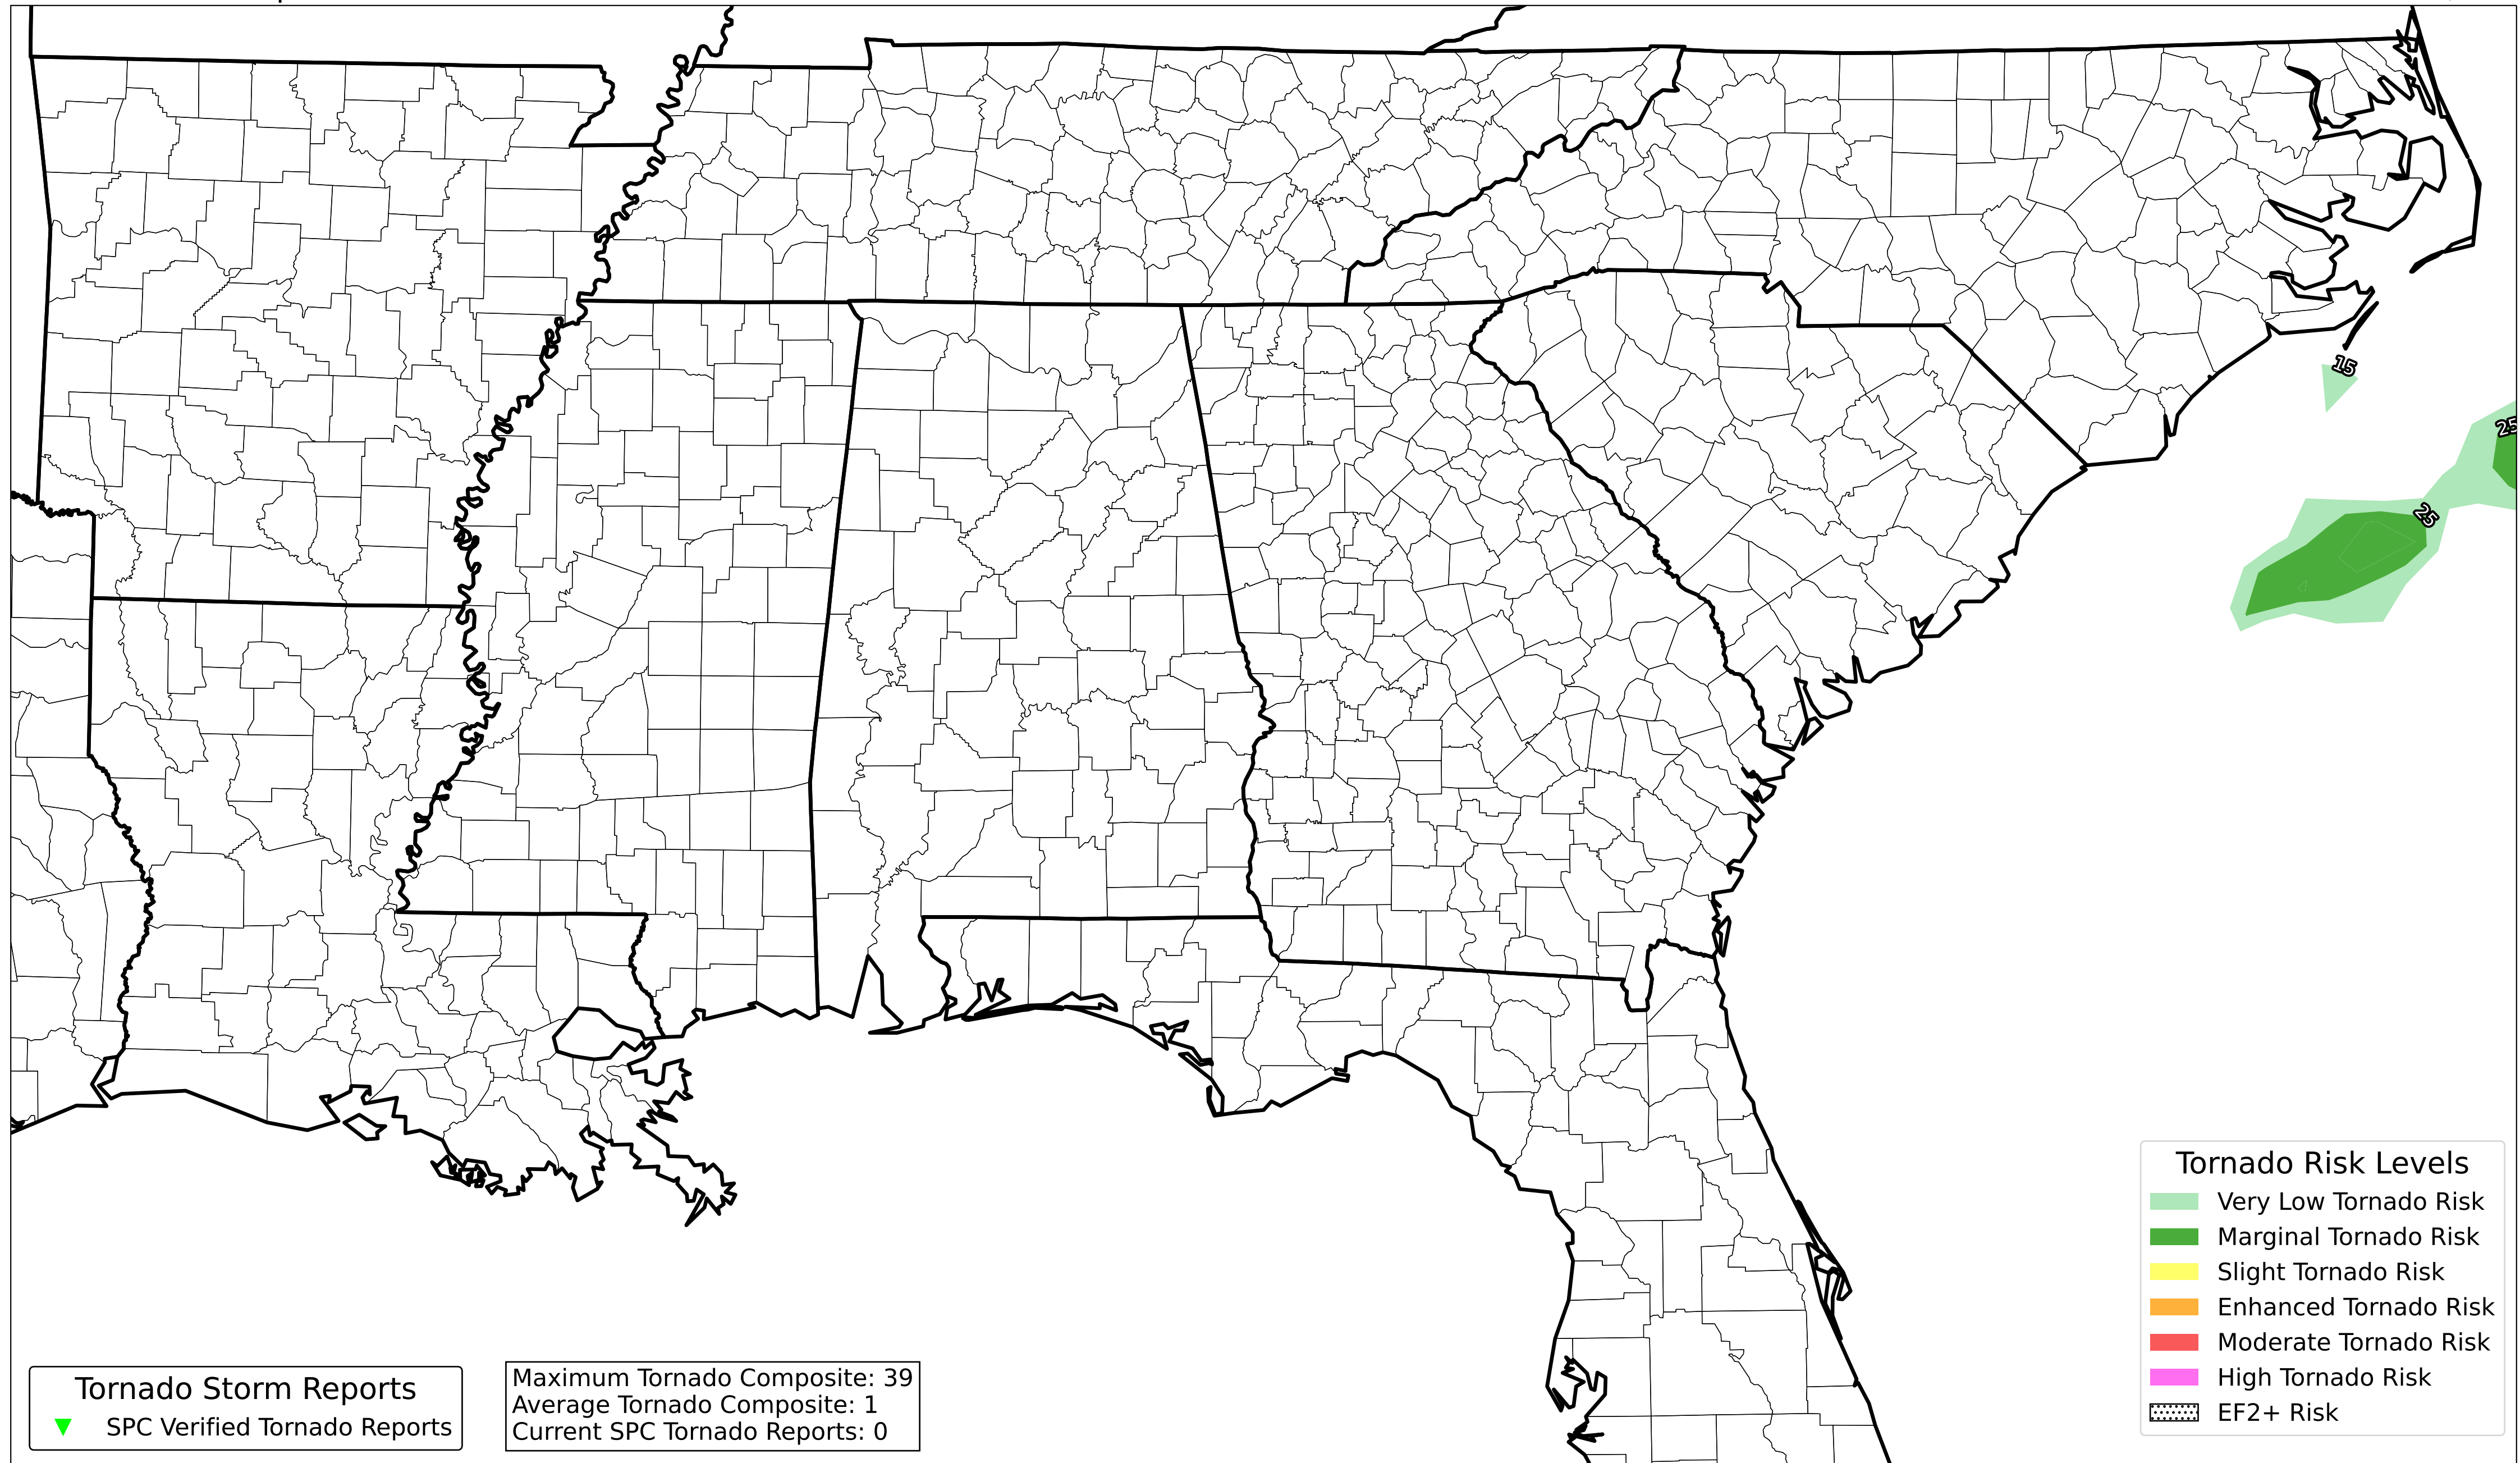 15
25
25
Tornado Risk Levels
Very Low Tornado Risk
Marginal Tornado Risk
Slight Tornado Risk
Enhanced Tornado Risk
Moderate Tornado Risk
High Tornado Risk
EF2+ Risk
Tornado Storm Reports
SPC Verified Tornado Reports
Maximum Tornado Composite: 39
Average Tornado Composite: 1
Current SPC Tornado Reports: 0